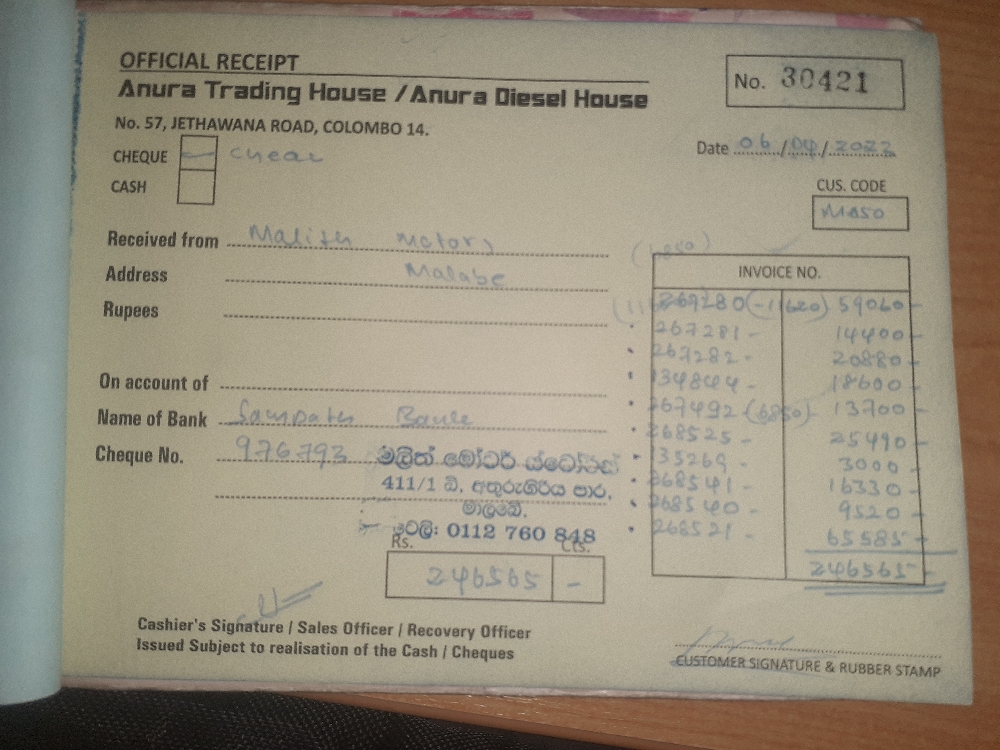 OFFICIAL RECEIPT
Anura Trading House / Anura Diesel House
No. 57, JETHAWANA ROAD, COLOMBO 14.
No. 30421
Date 06/04/2022
CHEQUE
CASH
CUS. CODE
Received from Malith Motors
Address Malabe
Rupees
On account of
Name of Bank Sampath Bank
Cheque No. 976793
මලිත් මෝටර් ස්ටෝර්ස්
411/1 ඩී, අතුරුගිරිය පාර,
මාලබේ.
ටෙලි: 0112 760 848
Rs. Cts.
246565 -
(6850)
INVOICE NO.
267280 (-11620) 59060-
267281 - 14400-
267282 - 20880-
134844 - 18600-
267492 (6850) 13700-
268525 - 25490-
135269 - 3000-
268541 - 16330-
268540 - 9520-
268521 - 65585-
246565-
Cashier's Signature / Sales Officer / Recovery Officer
Issued Subject to realisation of the Cash / Cheques
CUSTOMER SIGNATURE & RUBBER STAMP